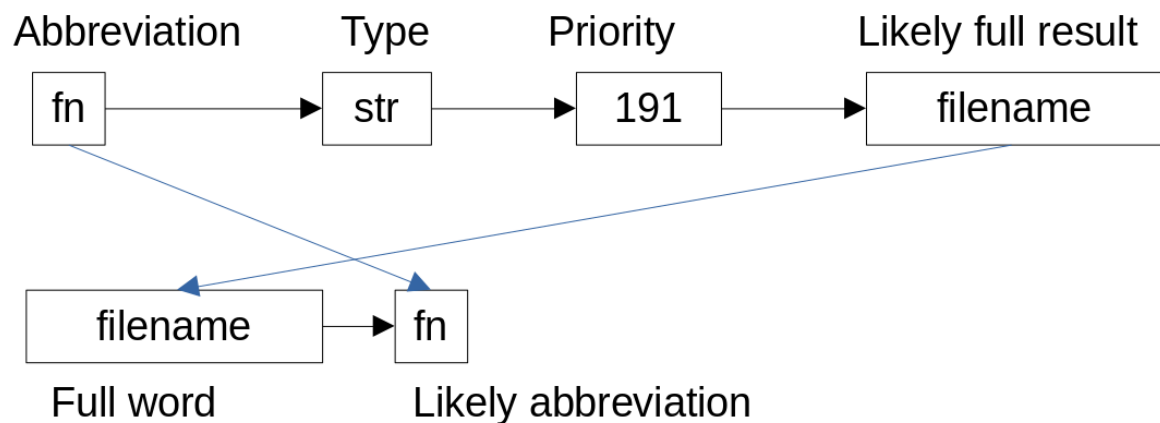 Abbreviation Type Priority Likely full result
fn str 191 filename
filename fn
Full word Likely abbreviation